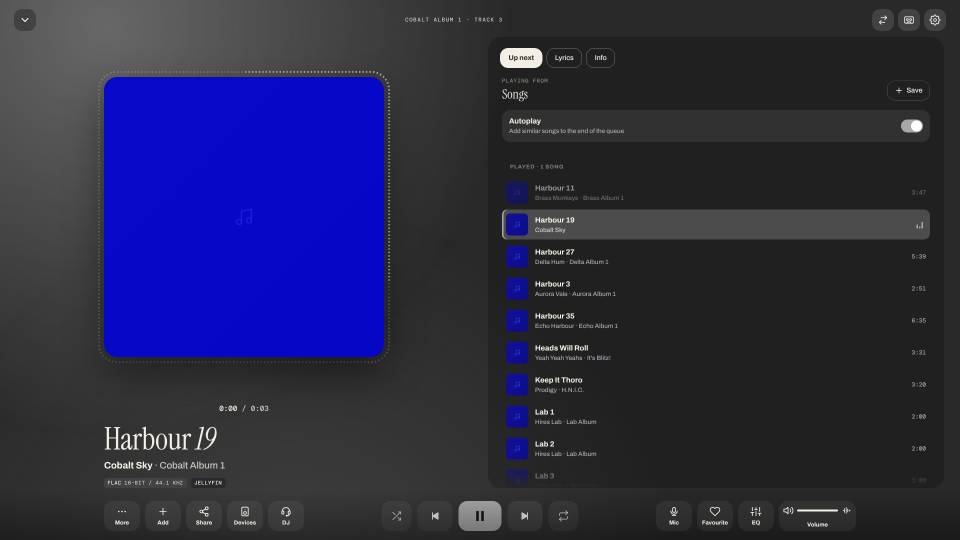 COBALT ALBUM 1 · TRACK 3
0:00 / 0:03
Harbour 19
Cobalt Sky · Cobalt Album 1
FLAC 16-BIT / 44.1 KHZ JELLYFIN
Up next Lyrics Info
PLAYING FROM
Songs
Save
Autoplay
Add similar songs to the end of the queue
PLAYED · 1 SONG
Harbour 11
Brass Monkeys · Brass Album 1
3:47
Harbour 19
Cobalt Sky
Harbour 27
Delta Hum · Delta Album 1
5:39
Harbour 3
Aurora Vale · Aurora Album 1
2:51
Harbour 35
Echo Harbour · Echo Album 1
6:35
Heads Will Roll
Yeah Yeah Yeahs · It's Blitz!
3:31
Keep It Thoro
Prodigy · H.N.I.C.
3:20
Lab 1
Hires Lab · Lab Album
2:00
Lab 2
Hires Lab · Lab Album
2:00
Lab 3
More Add Share Devices DJ
Mic Favourite EQ Volume